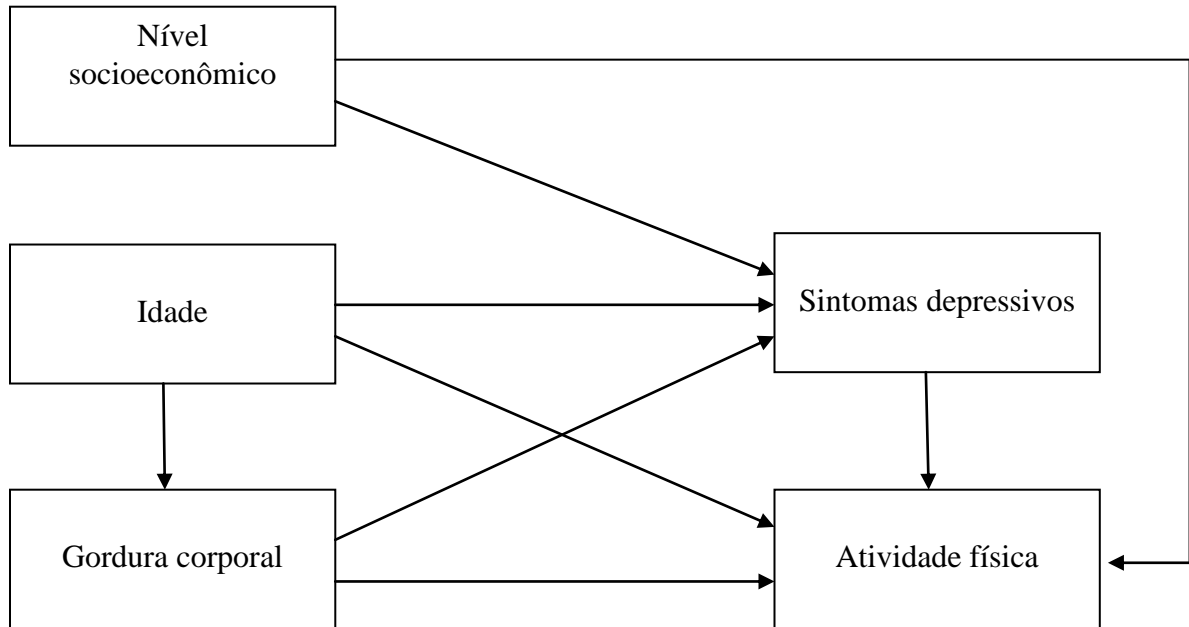 Nível
socioeconômico
Idade
Sintomas depressivos
Gordura corporal
Atividade física